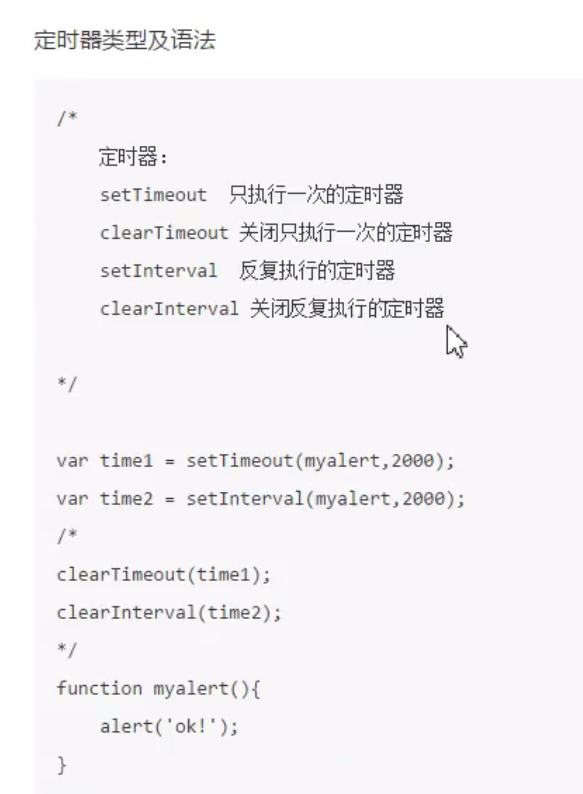 定时器类型及语法
/*
定时器：
setTimeout 只执行一次的定时器
clearTimeout 关闭只执行一次的定时器
setInterval 反复执行的定时器
clearInterval 关闭反复执行的定时器
*/
var time1 = setTimeout(myalert,2000);
var time2 = setInterval(myalert,2000);
/*
clearTimeout(time1);
clearInterval(time2);
*/
function myalert(){
alert('ok!');
}